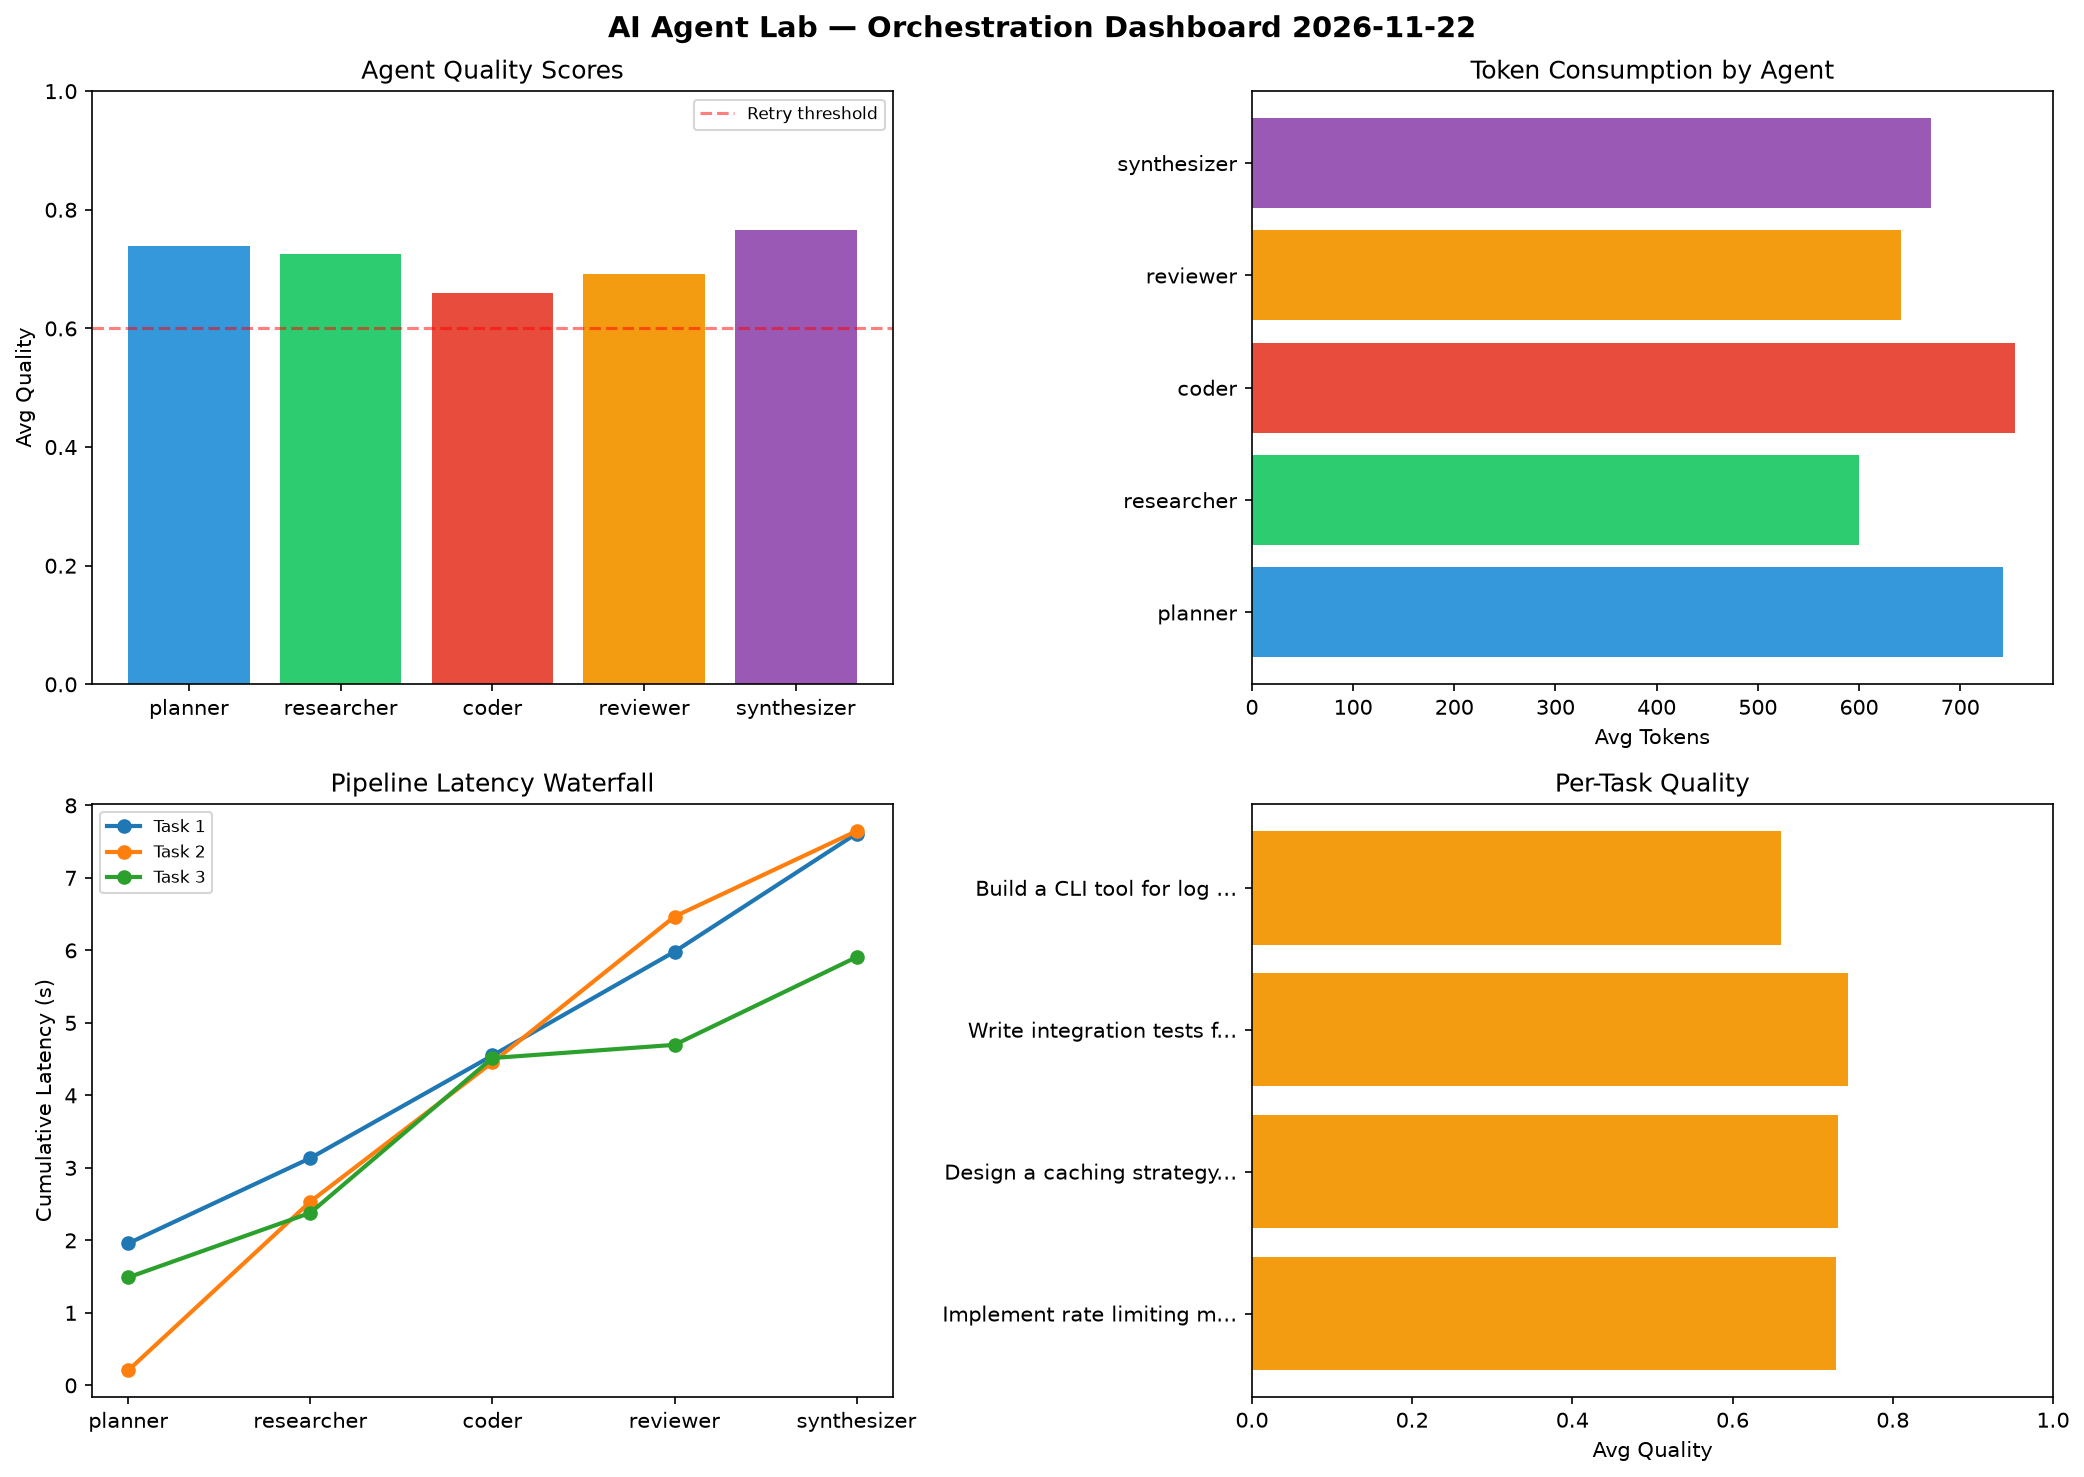 AI Agent Lab — Orchestration Dashboard 2026-11-22
Agent Quality Scores
Avg Quality
1.0
0.8
0.6
0.4
0.2
0.0
Retry threshold
planner researcher coder reviewer synthesizer
Token Consumption by Agent
synthesizer
reviewer
coder
researcher
planner
0 100 200 300 400 500 600 700
Avg Tokens
Pipeline Latency Waterfall
Cumulative Latency (s)
8
7
6
5
4
3
2
1
0
Task 1
Task 2
Task 3
planner researcher coder reviewer synthesizer
Per-Task Quality
Build a CLI tool for log ...
Write integration tests f...
Design a caching strategy...
Implement rate limiting m...
0.0 0.2 0.4 0.6 0.8 1.0
Avg Quality